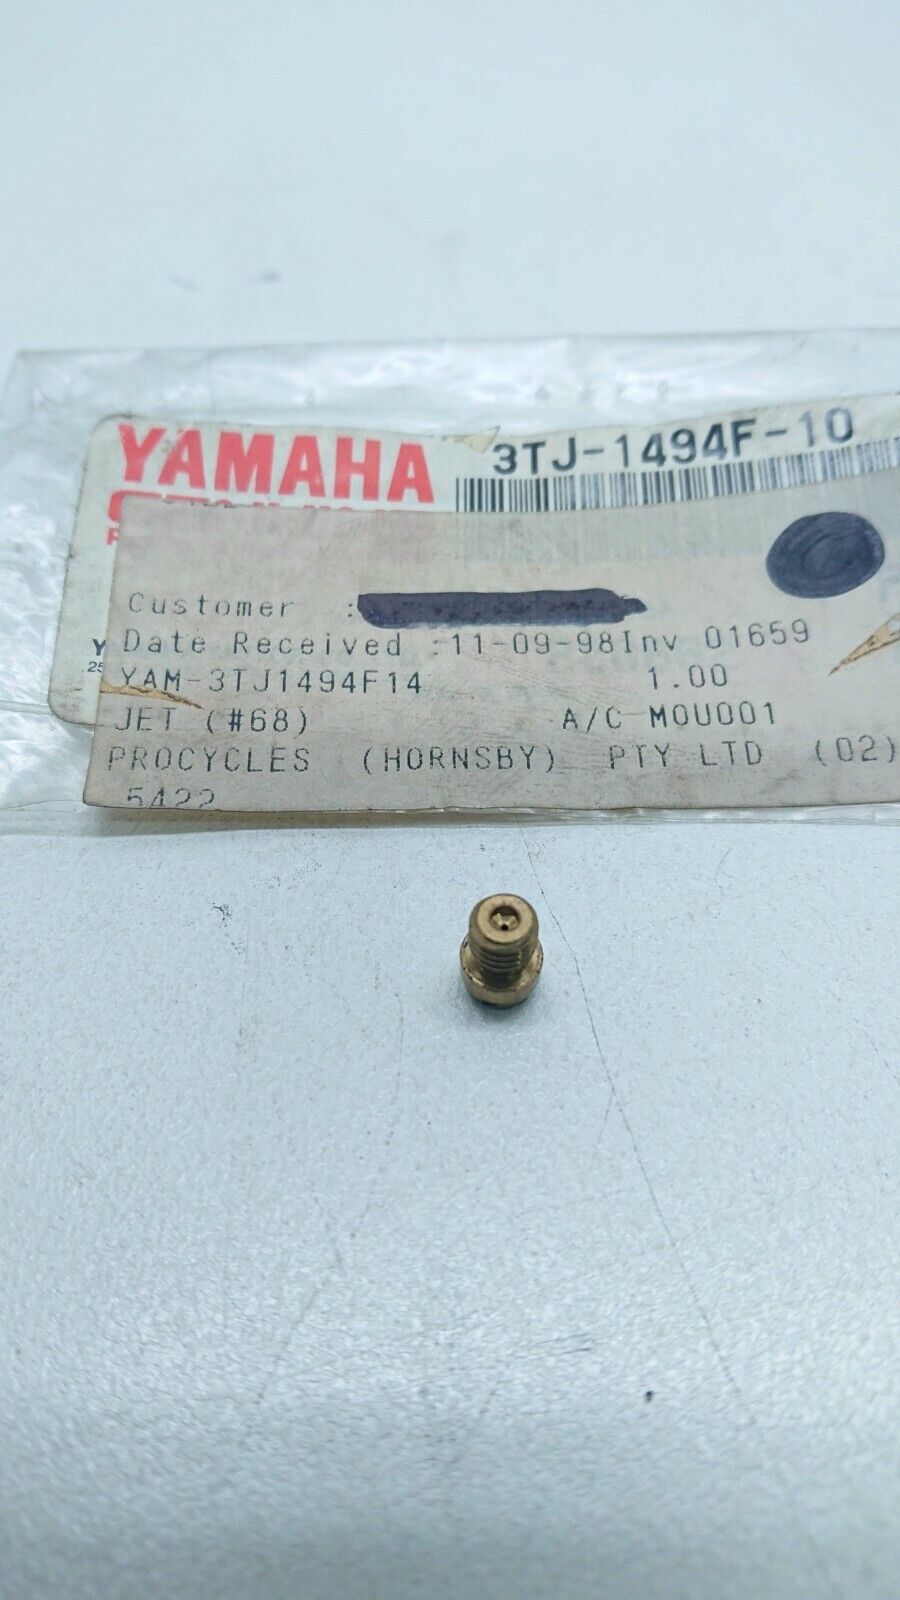 YAMAHA
3TJ-1494F-10
Customer :
Date Received :11-09-98Inv 01659
YAM-3TJ1494F14 1.00
JET (#68) A/C MOU001
PROCYCLES (HORNSBY) PTY LTD (02)
5422